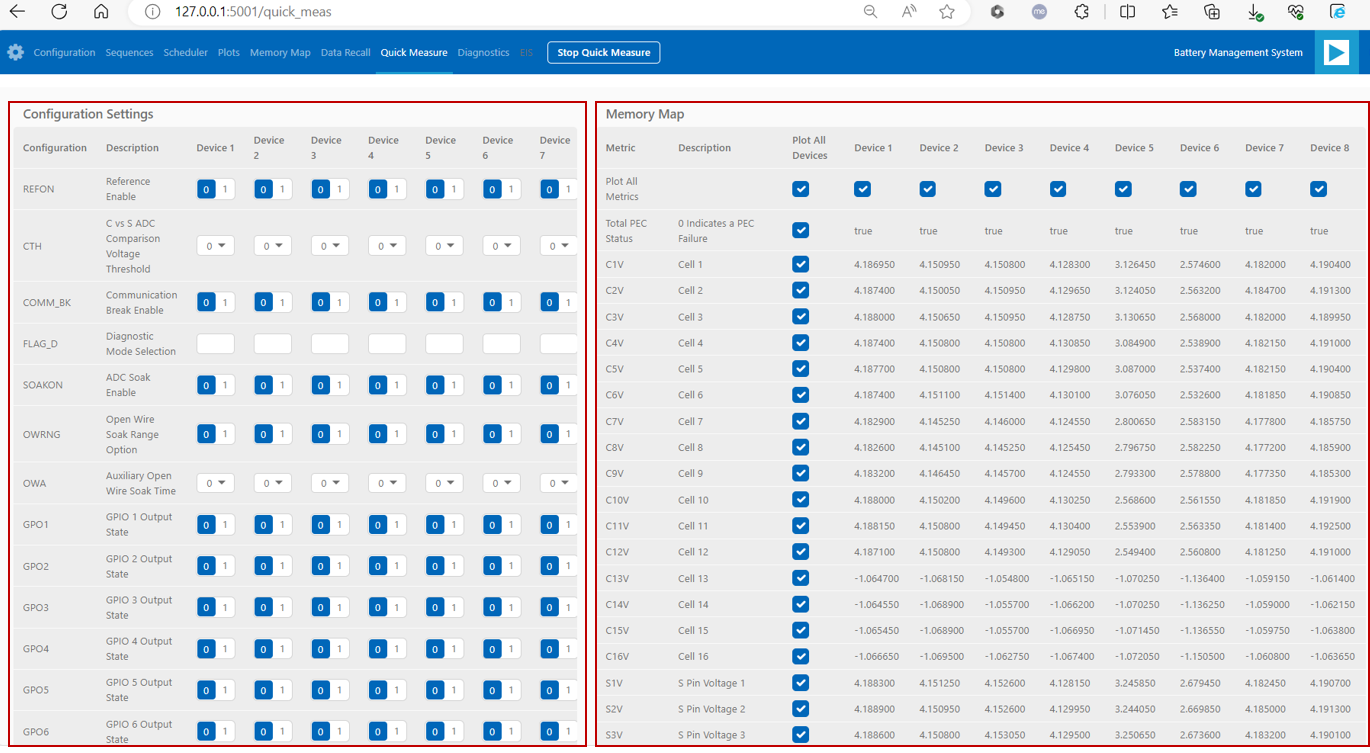 127.0.0.1:5001/quick_meas
me
Configuration Sequences Scheduler Plots Memory Map Data Recall Quick Measure Diagnostics EIS Stop Quick Measure Battery Management System
Configuration Settings
Configuration Description Device 1 Device 2 Device 3 Device 4 Device 5 Device 6 Device 7
REFON Reference Enable 0 1 0 1 0 1 0 1 0 1 0 1 0 1
CTH C vs S ADC Comparison Voltage Threshold 0 0 0 0 0 0 0
COMM_BK Communication Break Enable 0 1 0 1 0 1 0 1 0 1 0 1 0 1
FLAG_D Diagnostic Mode Selection
SOAKON ADC Soak Enable 0 1 0 1 0 1 0 1 0 1 0 1 0 1
OWRNG Open Wire Soak Range Option 0 1 0 1 0 1 0 1 0 1 0 1 0 1
OWA Auxiliary Open Wire Soak Time 0 0 0 0 0 0 0
GPO1 GPIO 1 Output State 0 1 0 1 0 1 0 1 0 1 0 1 0 1
GPO2 GPIO 2 Output State 0 1 0 1 0 1 0 1 0 1 0 1 0 1
GPO3 GPIO 3 Output State 0 1 0 1 0 1 0 1 0 1 0 1 0 1
GPO4 GPIO 4 Output State 0 1 0 1 0 1 0 1 0 1 0 1 0 1
GPO5 GPIO 5 Output State 0 1 0 1 0 1 0 1 0 1 0 1 0 1
GPO6 GPIO 6 Output State 0 1 0 1 0 1 0 1 0 1 0 1 0 1
Memory Map
Metric Description Plot All Devices Device 1 Device 2 Device 3 Device 4 Device 5 Device 6 Device 7 Device 8
Plot All Metrics
Total PEC Status 0 Indicates a PEC Failure true true true true true true true true
C1V Cell 1 4.186950 4.150950 4.150800 4.128300 3.126450 2.574600 4.182000 4.190400
C2V Cell 2 4.187400 4.150050 4.150950 4.129650 3.124050 2.563200 4.184700 4.191300
C3V Cell 3 4.188000 4.150650 4.150950 4.128750 3.130650 2.568000 4.182000 4.189950
C4V Cell 4 4.187400 4.150800 4.150800 4.130850 3.084900 2.538900 4.182150 4.191000
C5V Cell 5 4.187700 4.150800 4.150800 4.129800 3.087000 2.537400 4.182150 4.190400
C6V Cell 6 4.187400 4.151100 4.151400 4.130100 3.076050 2.532600 4.181850 4.190850
C7V Cell 7 4.182900 4.145250 4.146000 4.124550 2.800650 2.583150 4.177800 4.185750
C8V Cell 8 4.182600 4.145100 4.145250 4.125450 2.796750 2.582250 4.177200 4.185900
C9V Cell 9 4.183200 4.146450 4.145700 4.124550 2.793300 2.578800 4.177350 4.185300
C10V Cell 10 4.188000 4.150200 4.149600 4.130250 2.568600 2.561550 4.181850 4.191900
C11V Cell 11 4.188150 4.150800 4.149450 4.130400 2.553900 2.563350 4.181400 4.192500
C12V Cell 12 4.187100 4.150800 4.149300 4.129050 2.549400 2.560800 4.181250 4.191000
C13V Cell 13 -1.064700 -1.068150 -1.054800 -1.065150 -1.070250 -1.136400 -1.059150 -1.061400
C14V Cell 14 -1.064550 -1.068900 -1.055700 -1.066200 -1.070250 -1.136250 -1.059000 -1.062150
C15V Cell 15 -1.065450 -1.068900 -1.055700 -1.066950 -1.071450 -1.136550 -1.059750 -1.063800
C16V Cell 16 -1.066650 -1.069500 -1.062750 -1.067400 -1.072050 -1.150500 -1.060800 -1.063650
S1V S Pin Voltage 1 4.188300 4.151250 4.152600 4.128150 3.245850 2.679450 4.182450 4.190700
S2V S Pin Voltage 2 4.188900 4.150950 4.152600 4.129950 3.244050 2.669850 4.185000 4.191300
S3V S Pin Voltage 3 4.188600 4.150800 4.153050 4.129500 3.250650 2.673600 4.183200 4.190100